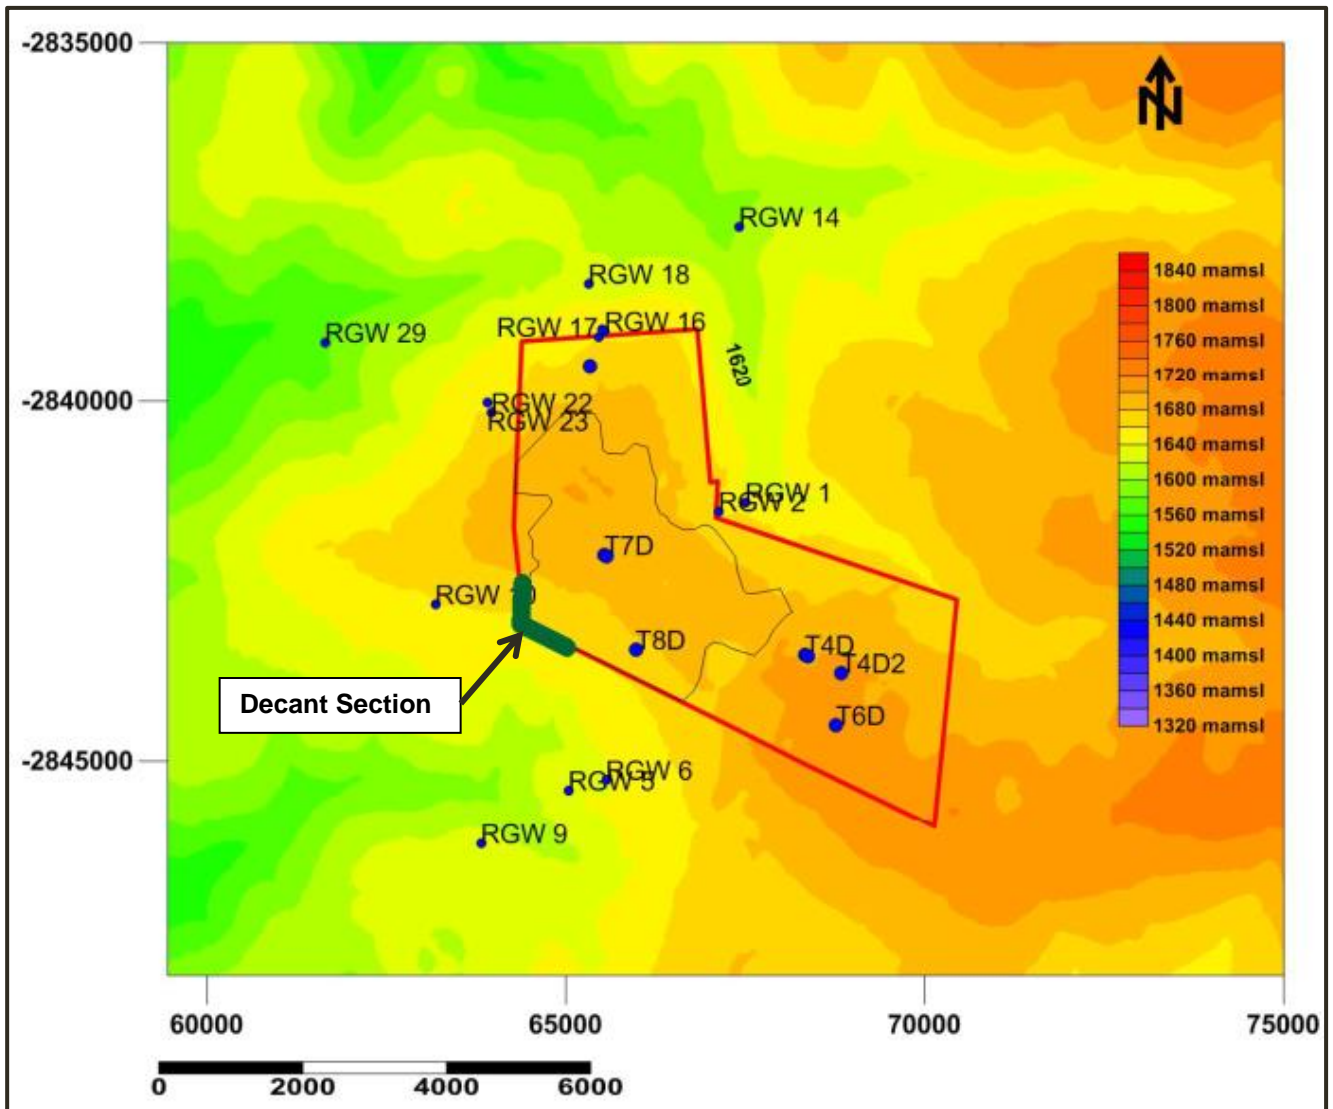 -2835000
N
RGW 14
RGW 18
RGW 29
RGW 17
RGW 16
1620
RGW 22
RGW 23
-2840000
RGW 1
RGW 2
T7D
RGW
T8D
T4D
T4D2
T6D
Decant Section
-2845000
RGW 6
RGW 5
RGW 9
1840 mamsl
1800 mamsl
1760 mamsl
1720 mamsl
1680 mamsl
1640 mamsl
1600 mamsl
1560 mamsl
1520 mamsl
1480 mamsl
1440 mamsl
1400 mamsl
1360 mamsl
1320 mamsl
60000
65000
70000
75000
0
2000
4000
6000